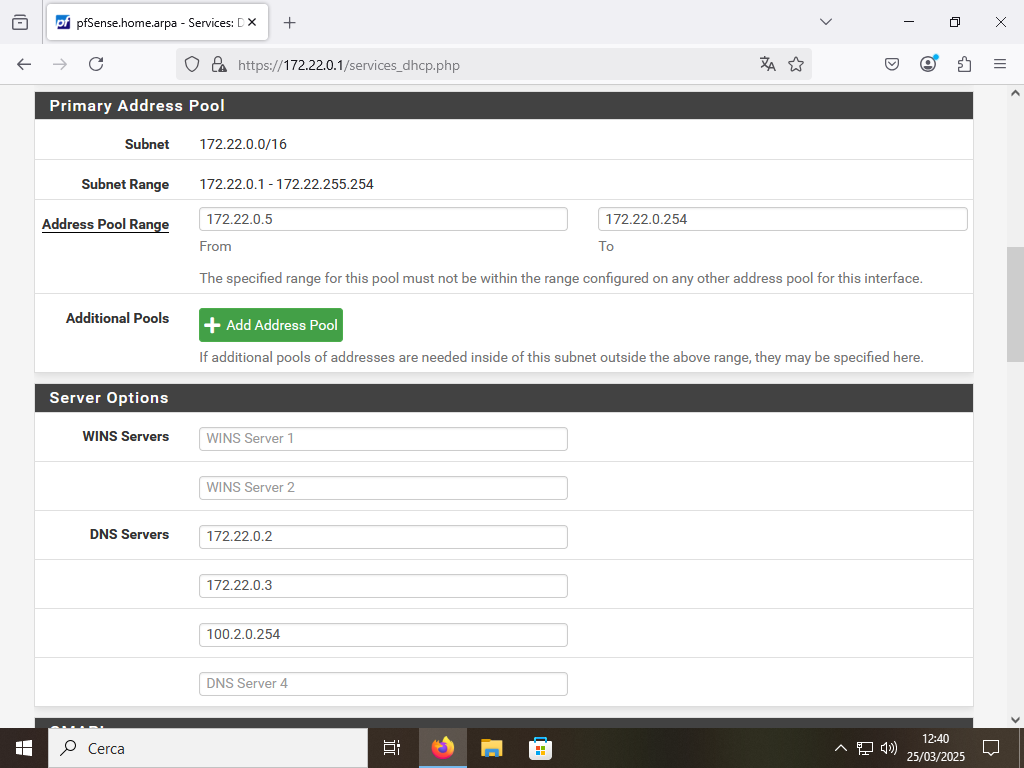 pfSense.home.arpa - Services: D
https://172.22.0.1/services_dhcp.php
Primary Address Pool
Subnet
172.22.0.0/16
Subnet Range
172.22.0.1 - 172.22.255.254
Address Pool Range
172.22.0.5
172.22.0.254
From
To
The specified range for this pool must not be within the range configured on any other address pool for this interface.
Additional Pools
Add Address Pool
If additional pools of addresses are needed inside of this subnet outside the above range, they may be specified here.
Server Options
WINS Servers
WINS Server 1
WINS Server 2
DNS Servers
172.22.0.2
172.22.0.3
100.2.0.254
DNS Server 4
Cerca
12:40
25/03/2025